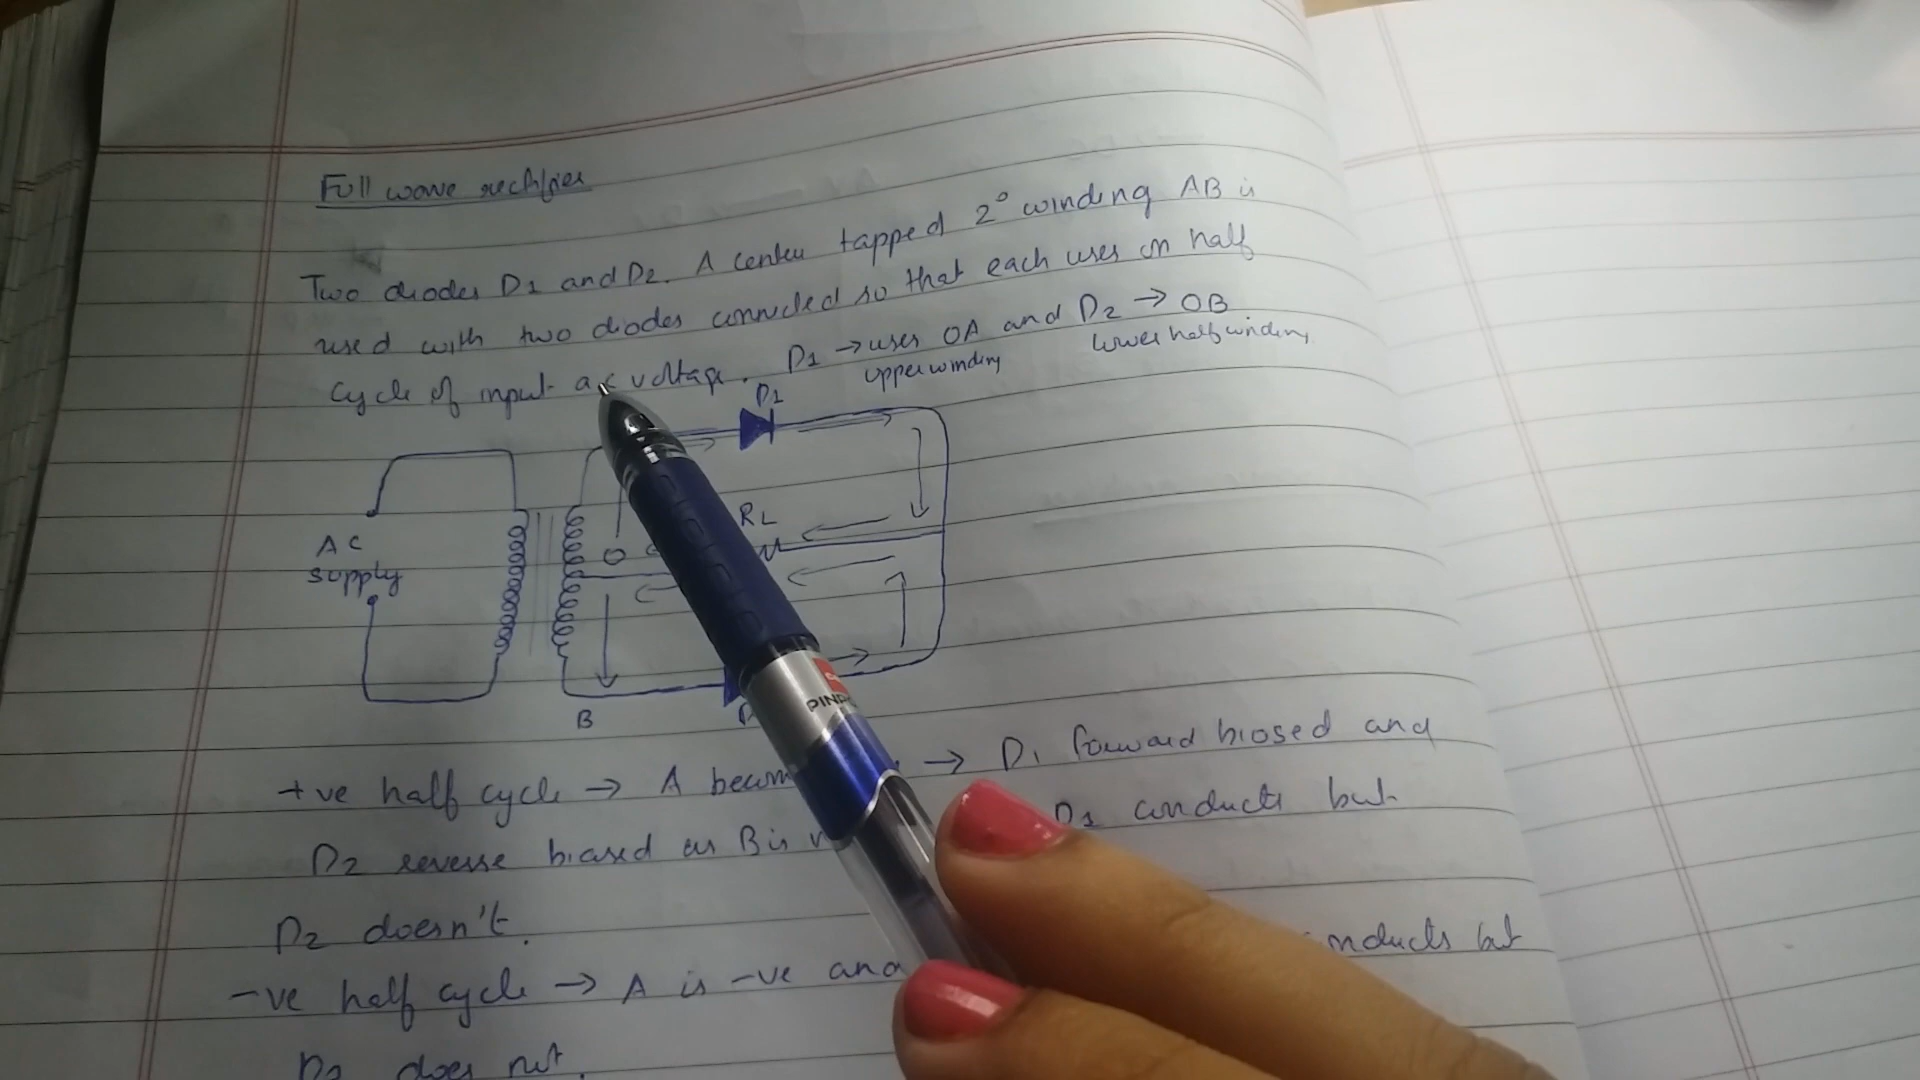 Full wave rectifier
Two diodes D1 and D2. A center tapped 2° winding AB is
used with two diodes connected so that each uses on half
cycle of input ac voltage. D1 → uses OA and D2 → OB
upper winding lower half winding
D1
RL
O
AC
supply
B
PIN
+ve half cycle → A → D1 forward biased and
D2 reverse biased as B is D1 conducts but
D2 doesn't.
-ve half cycle → A is -ve and conducts but
does not.